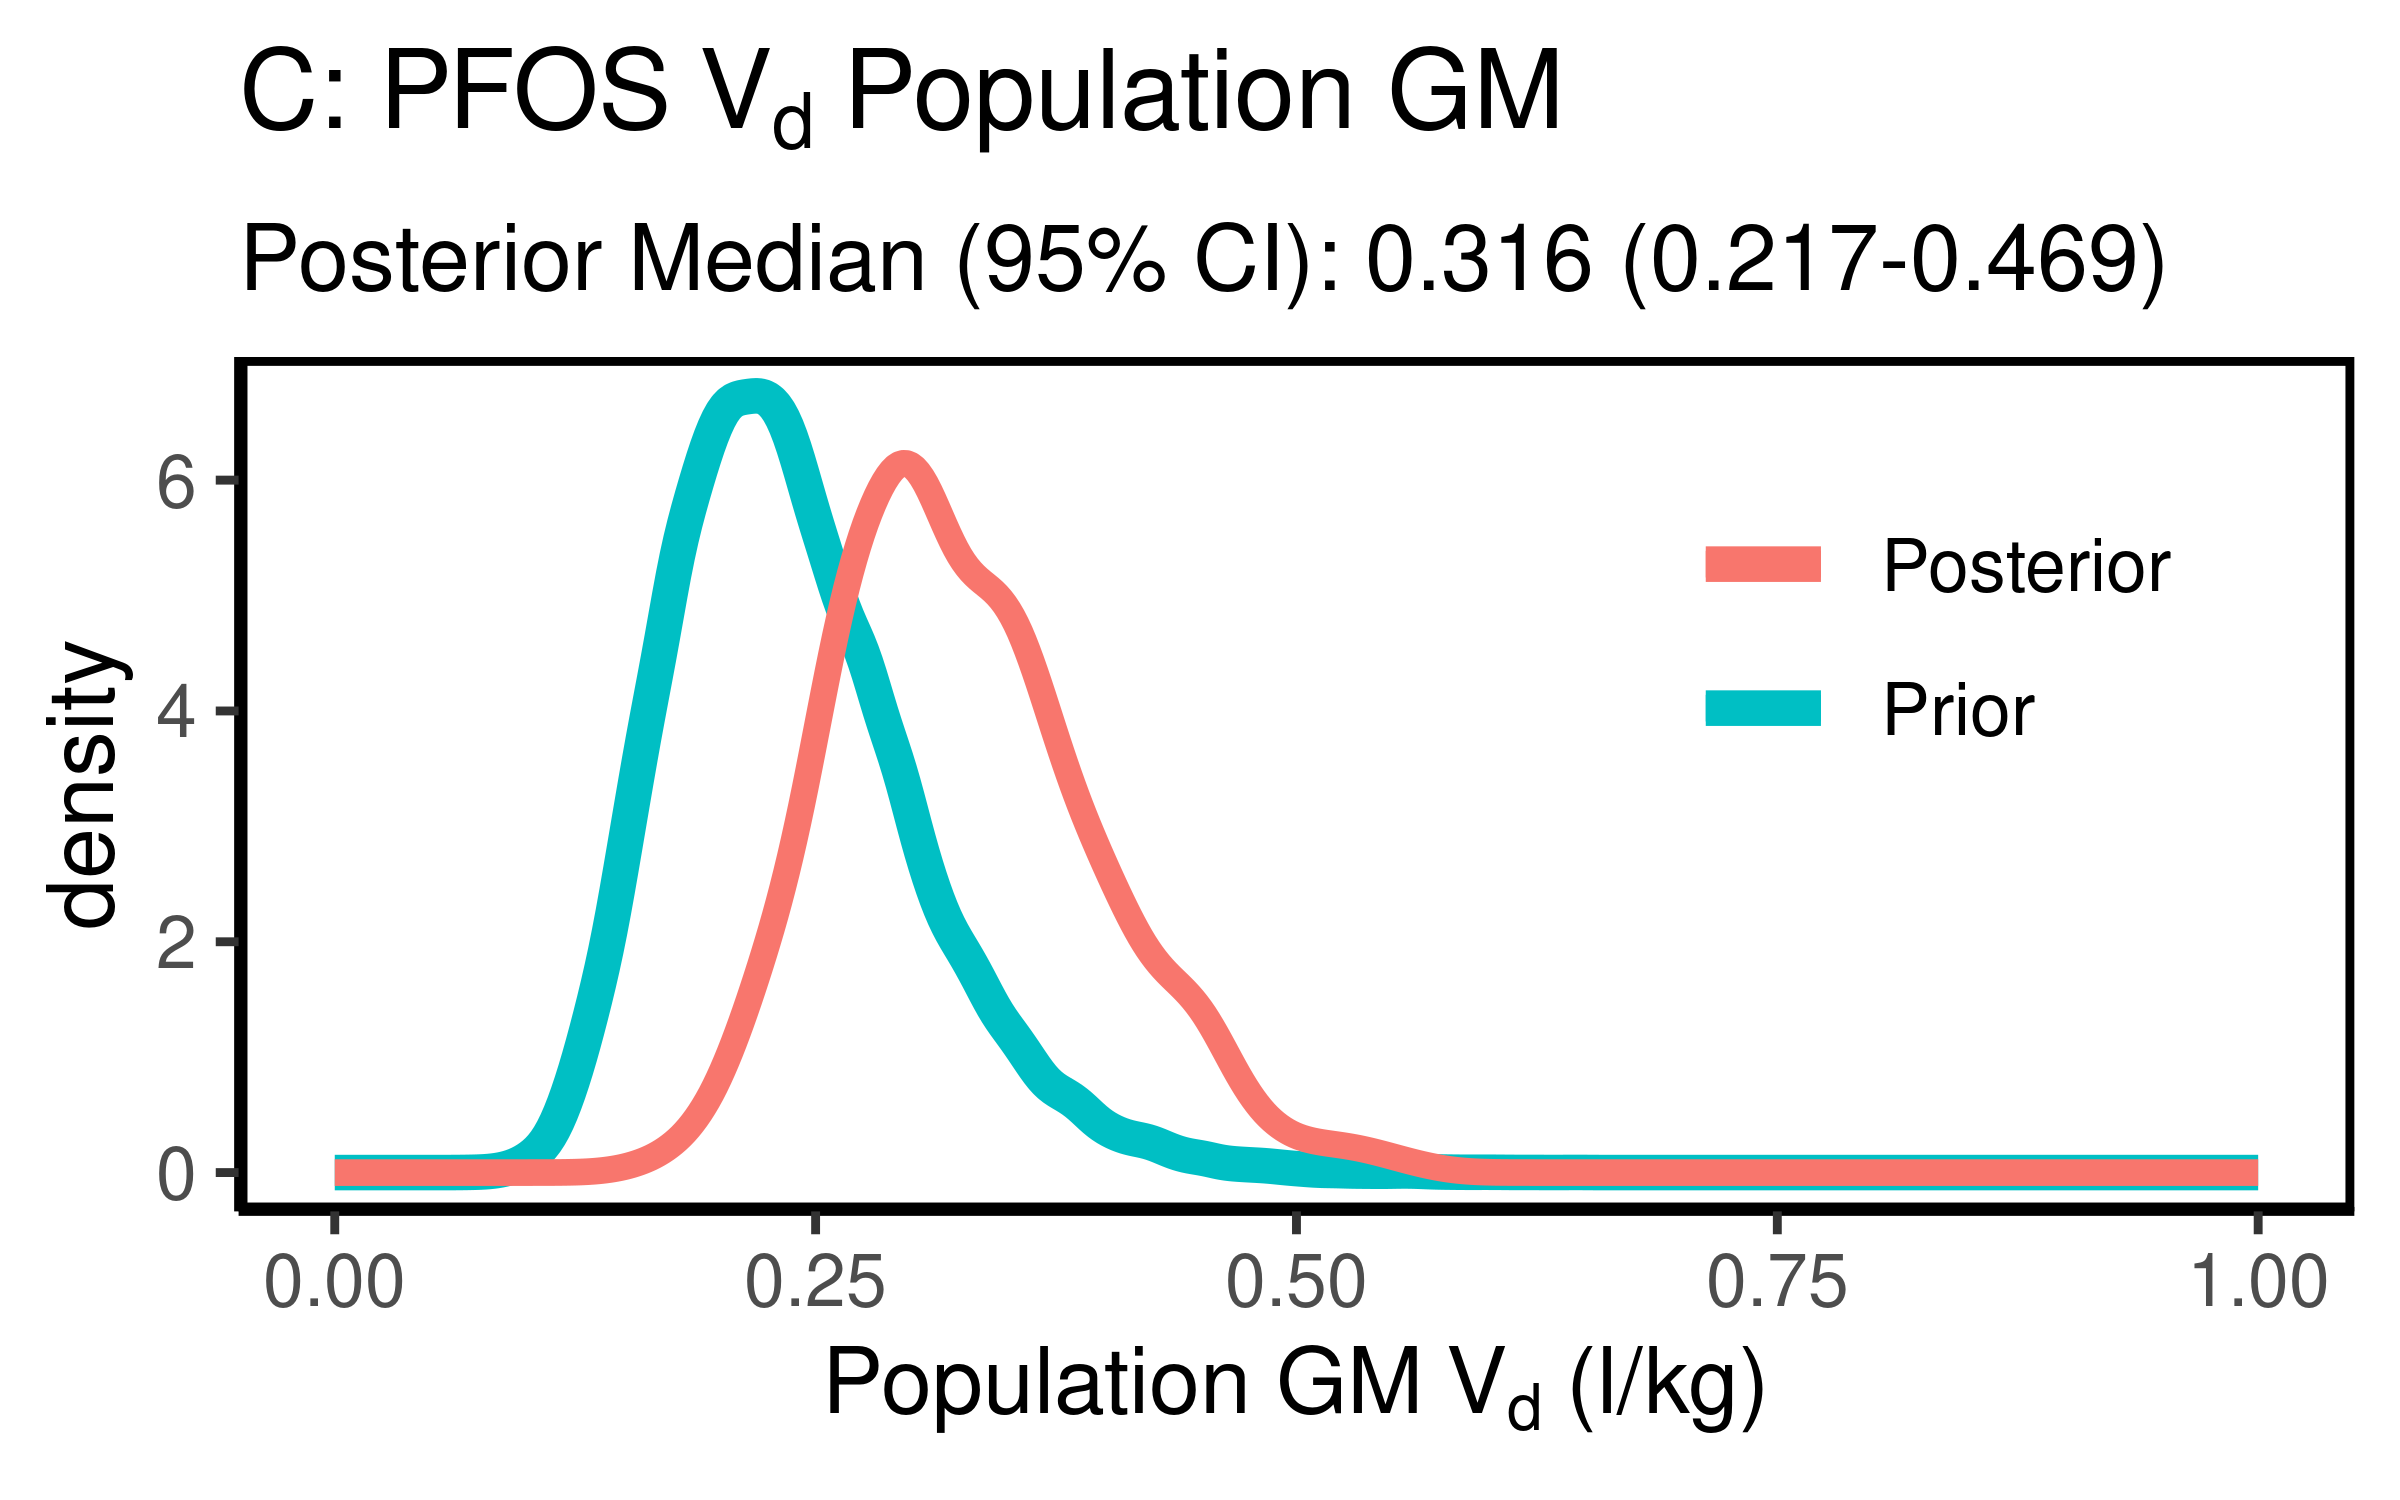 C: PFOS Vd Population GM
Posterior Median (95% CI): 0.316 (0.217-0.469)
density
6
4
2
0
Posterior
Prior
0.00 0.25 0.50 0.75 1.00
Population GM Vd (l/kg)